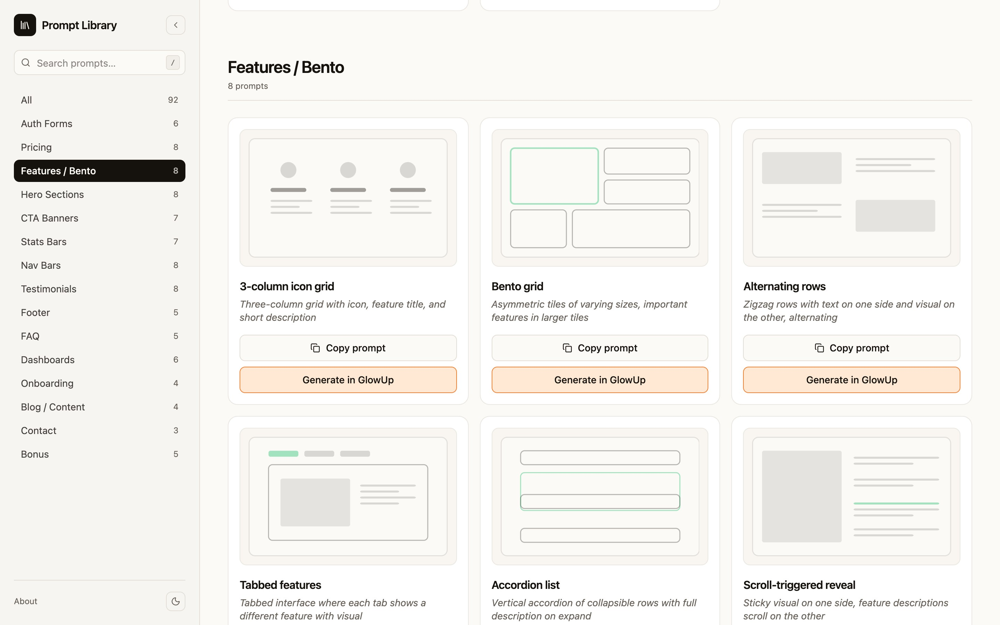 Prompt Library
Search prompts...
/
All 92
Auth Forms 6
Pricing 8
Features / Bento 8
Hero Sections 8
CTA Banners 7
Stats Bars 7
Nav Bars 8
Testimonials 8
Footer 5
FAQ 5
Dashboards 6
Onboarding 4
Blog / Content 4
Contact 3
Bonus 5
About
Features / Bento
8 prompts
3-column icon grid
Three-column grid with icon, feature title, and
short description
Copy prompt
Generate in GlowUp
Bento grid
Asymmetric tiles of varying sizes, important
features in larger tiles
Copy prompt
Generate in GlowUp
Alternating rows
Zigzag rows with text on one side and visual on
the other, alternating
Copy prompt
Generate in GlowUp
Tabbed features
Tabbed interface where each tab shows a
different feature with visual
Accordion list
Vertical accordion of collapsible rows with full
description on expand
Scroll-triggered reveal
Sticky visual on one side, feature descriptions
scroll on the other